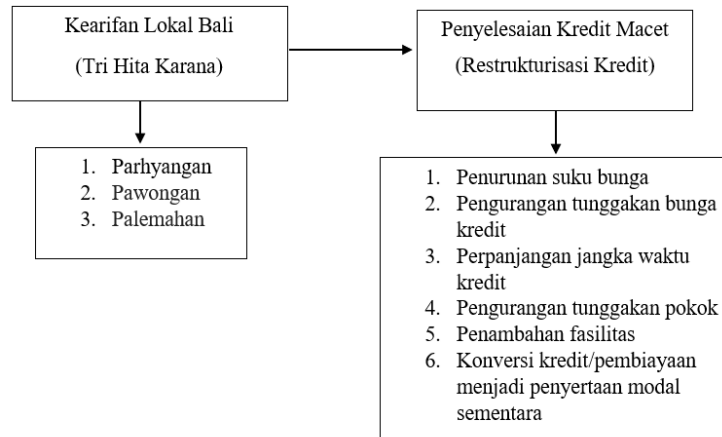 Kearifan Lokal Bali
(Tri Hita Karana)
Penyelesaian Kredit Macet
(Restrukturisasi Kredit)
1. Parhyangan
2. Pawongan
3. Palemahan
1. Penurunan suku bunga
2. Pengurangan tunggakan bunga
kredit
3. Perpanjangan jangka waktu
kredit
4. Pengurangan tunggakan pokok
5. Penambahan fasilitas
6. Konversi kredit/pembiayaan
menjadi penyertaan modal
sementara